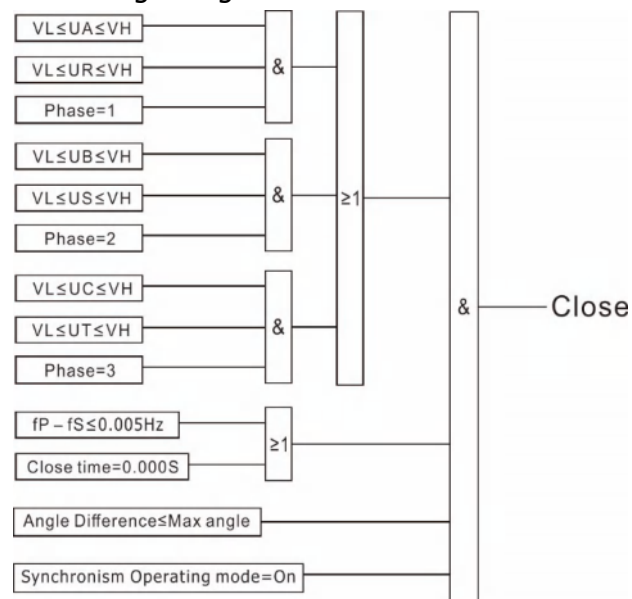 VL≤UA≤VH
VL≤UR≤VH
&
Phase=1
VL≤UB≤VH
VL≤US≤VH
&
≥1
Phase=2
VL≤UC≤VH
VL≤UT≤VH
&
& Close
Phase=3
fP – fS≤0.005Hz
≥1
Close time=0.000S
Angle Difference≤Max angle
Synchronism Operating mode=On